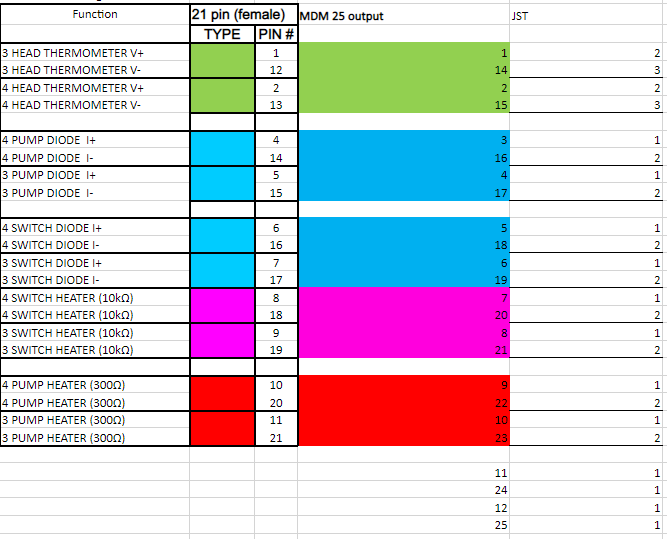 Function 21 pin (female) MDM 25 output JST
TYPE PIN #
3 HEAD THERMOMETER V+ 1 1 2
3 HEAD THERMOMETER V- 12 14 3
4 HEAD THERMOMETER V+ 2 2 2
4 HEAD THERMOMETER V- 13 15 3
4 PUMP DIODE I+ 4 3 1
4 PUMP DIODE I- 14 16 2
3 PUMP DIODE I+ 5 4 1
3 PUMP DIODE I- 15 17 2
4 SWITCH DIODE I+ 6 5 1
4 SWITCH DIODE I- 16 18 2
3 SWITCH DIODE I+ 7 6 1
3 SWITCH DIODE I- 17 19 2
4 SWITCH HEATER (10kΩ) 8 7 1
4 SWITCH HEATER (10kΩ) 18 20 2
3 SWITCH HEATER (10kΩ) 9 8 1
3 SWITCH HEATER (10kΩ) 19 21 2
4 PUMP HEATER (300Ω) 10 9 1
4 PUMP HEATER (300Ω) 20 22 2
3 PUMP HEATER (300Ω) 11 10 1
3 PUMP HEATER (300Ω) 21 23 2
11 1
24 1
12 1
25 1